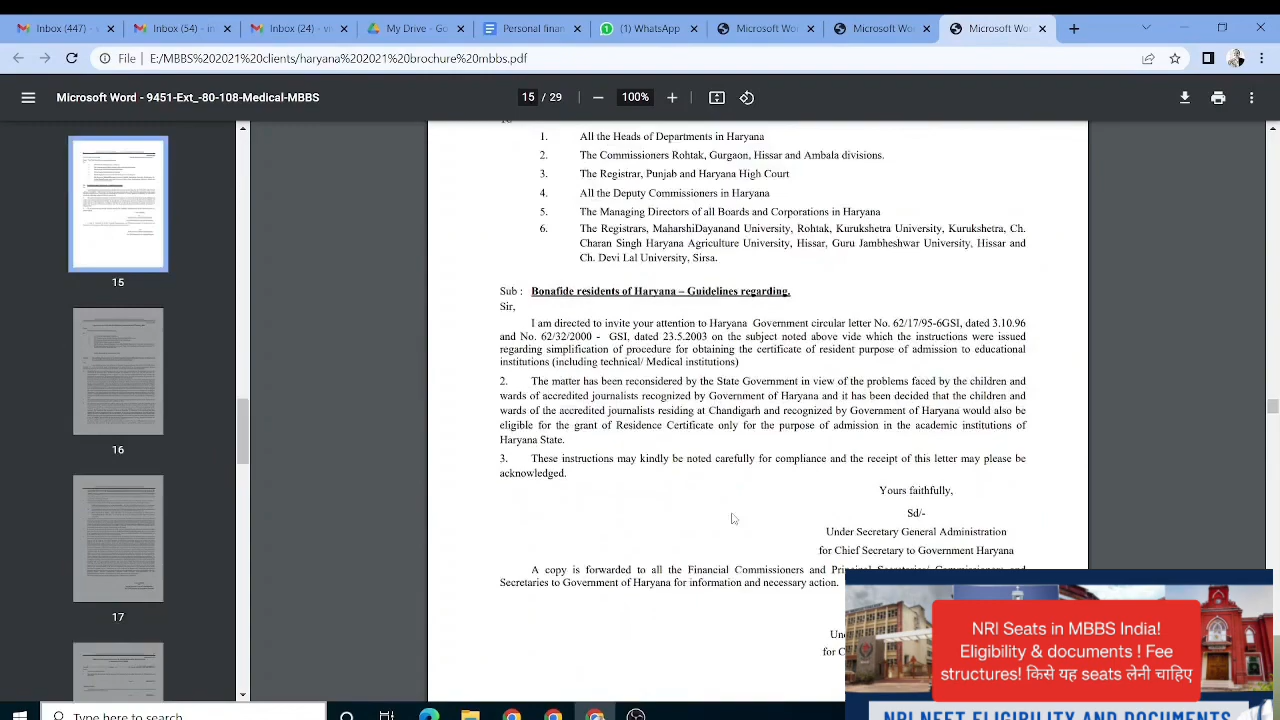 Inbox (447)
Inbox (54) - in
Inbox (24) - vi
My Drive - Go
Personal finan
(1) WhatsApp
Microsoft Wo
Microsoft Wo
Microsoft Wo
File
E:/MBBS%202021%20clients/haryana%202021%20brochure%20mbbs.pdf
Microsoft Word - 9451-Ext_-80-108-Medical-MBBS
15 / 29
100%
1. All the Heads of Departments in Haryana
2. The Commissioners Rohtak, Gurgaon, Hissar and Ambala divisions.
3. The Registrar, Punjab and Haryana High Court
4. All the Deputy Commissioners in Haryana
5. The Managing Directors of all Boards and Corporations in Haryana
6. The Registrars, MaharshiDayanand University, Rohtak, Kurukshetra University, Kurukshetra, Ch.
Charan Singh Haryana Agriculture University, Hissar, Guru Jambheshwar University, Hissar and
Ch. Devi Lal University, Sirsa.
Sub : Bonafide residents of Haryana – Guidelines regarding.
Sir,
I am directed to invite your attention to Haryana Government circular letter No. 62/17/95-6GSI, dated 3.10.96
and No. 62/32/2000 - GSI, dated 23.5.2003 on the subject noted above vide which the instructions were issued
regarding simplification of procedure for obtaining the certificate of resident purpose of admission to educational
institutions (including technical/ Medical institutions)
2. The matter has been reconsidered by the State Government in view of the problems faced by the children and
wards of accredited journalists recognized by Government of Haryana and it has been decided that the children and
wards of the accredited journalists residing at Chandigarh and recognized by Government of Haryana would also be
eligible for the grant of Residence Certificate only for the purpose of admission in the academic institutions of
Haryana State.
3. These instructions may kindly be noted carefully for compliance and the receipt of this letter may please be
acknowledged.
Yours faithfully,
Sd/-
Under Secretary General Administration
for Chief Secretary to Government Haryana
A copy is forwarded to all the Financial Commissioners and Principal Secretaries/ Commissioners and
Secretaries to Government of Haryana for information and necessary action.
for C
15
16
17
NRI Seats in MBBS India!
Eligibility & documents ! Fee
structures! किसे यह seats लेनी चाहिए
NRI NEET ELIGIBILITY AND DOCUMENTS
Type here to search